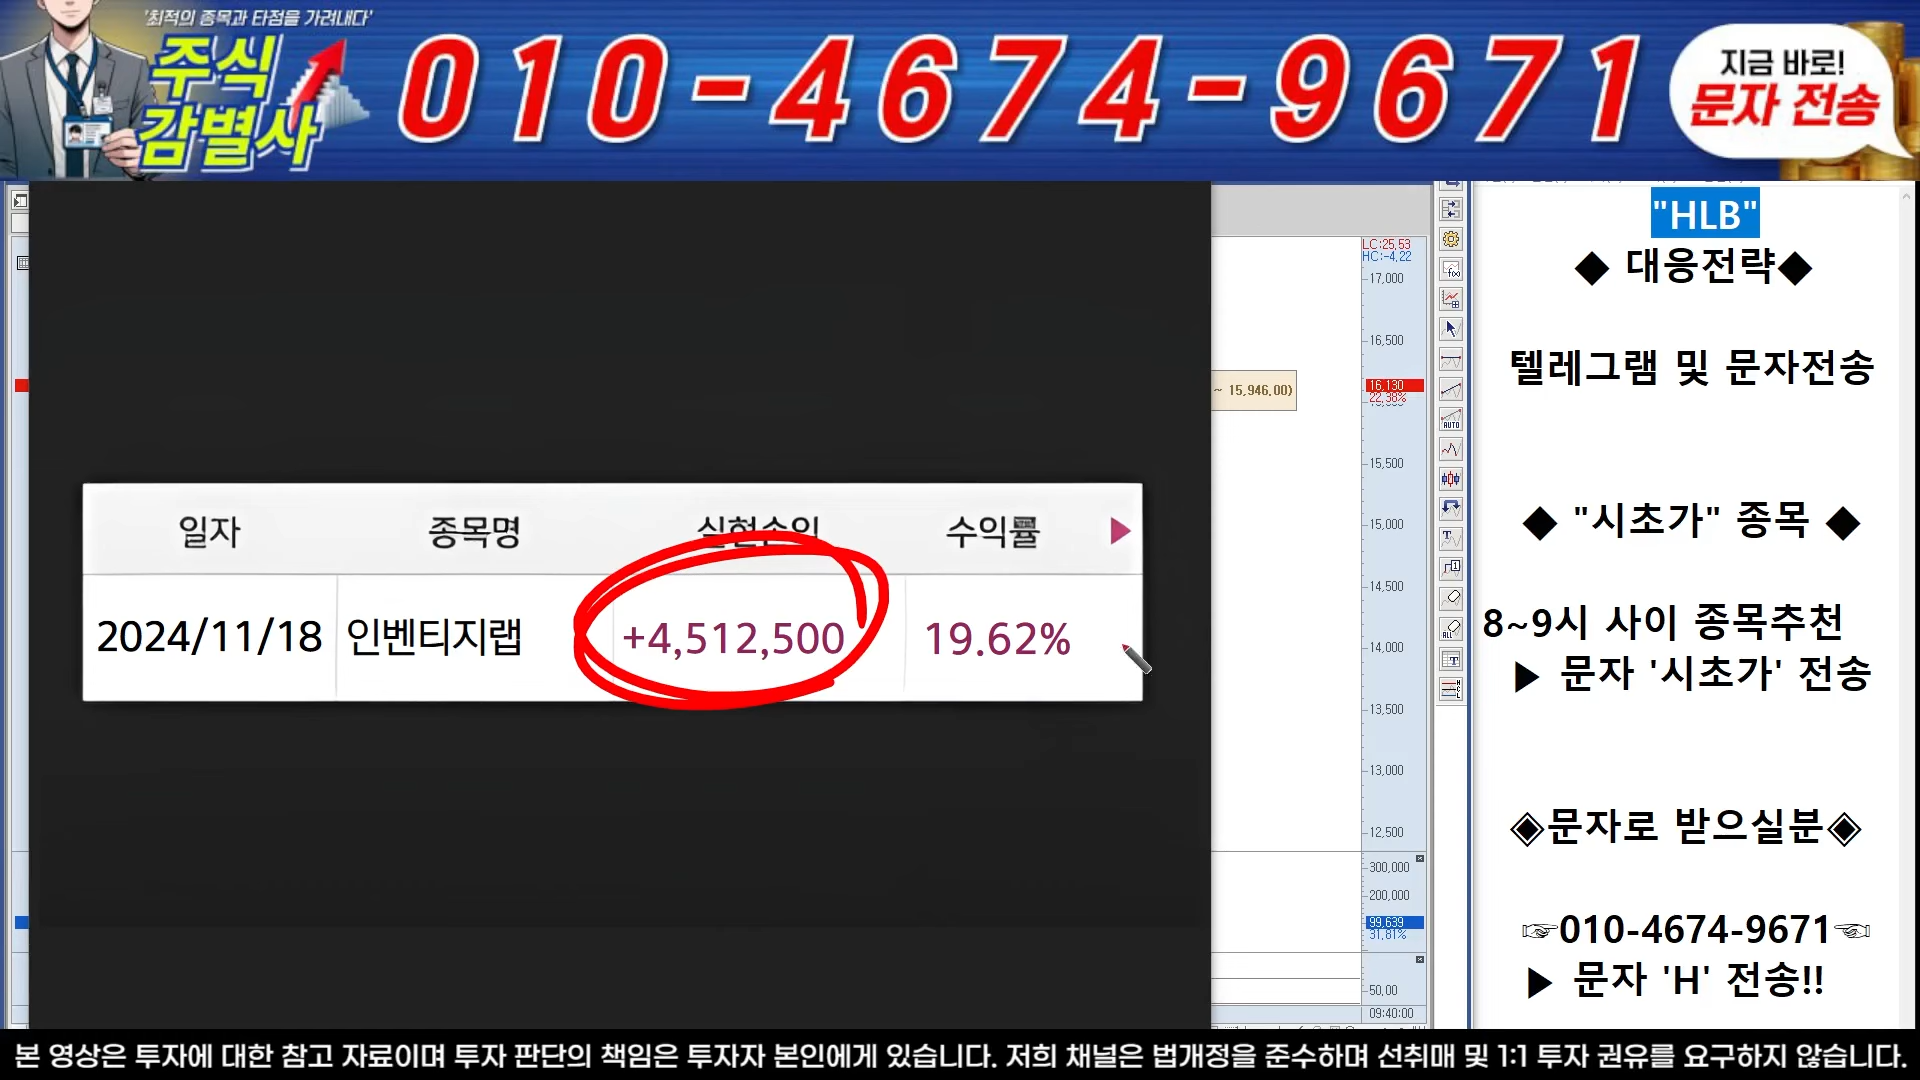 '최적의 종목과 타점을 가려내다'
주식
감별사
010-4674-9671
지금 바로!
문자 전송
"HLB"
◆ 대응전략◆
텔레그램 및 문자전송
◆ "시초가" 종목 ◆
8~9시 사이 종목추천
▶ 문자 '시초가' 전송
◈문자로 받으실분◈
☞010-4674-9671☜
▶ 문자 'H' 전송!!
일자 종목명 실현손익 수익률 ▶
2024/11/18 인벤티지랩 +4,512,500 19.62%
LC:25,53
HC:-4,22
17,000
16,500
~ 15,946.00)
16,130
22,38%
15,500
15,000
14,500
14,000
13,500
13,000
12,500
300,000
200,000
99,639
31,81%
50,00
09:40:00
본 영상은 투자에 대한 참고 자료이며 투자 판단의 책임은 투자자 본인에게 있습니다. 저희 채널은 법개정을 준수하며 선취매 및 1:1 투자 권유를 요구하지 않습니다.